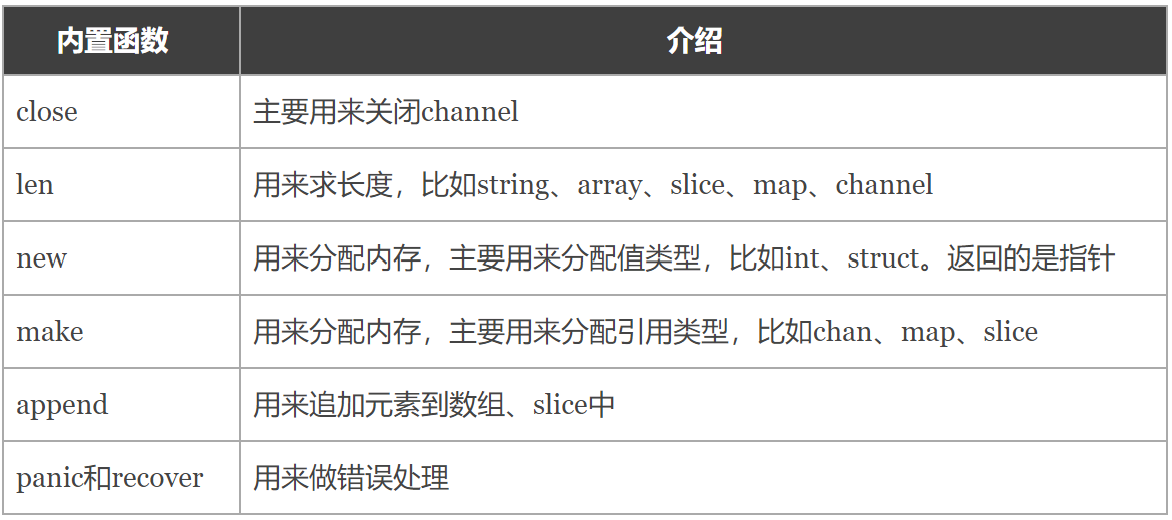 内置函数 介绍
close 主要用来关闭channel
len 用来求长度，比如string、array、slice、map、channel
new 用来分配内存，主要用来分配值类型，比如int、struct。返回的是指针
make 用来分配内存，主要用来分配引用类型，比如chan、map、slice
append 用来追加元素到数组、slice中
panic和recover 用来做错误处理